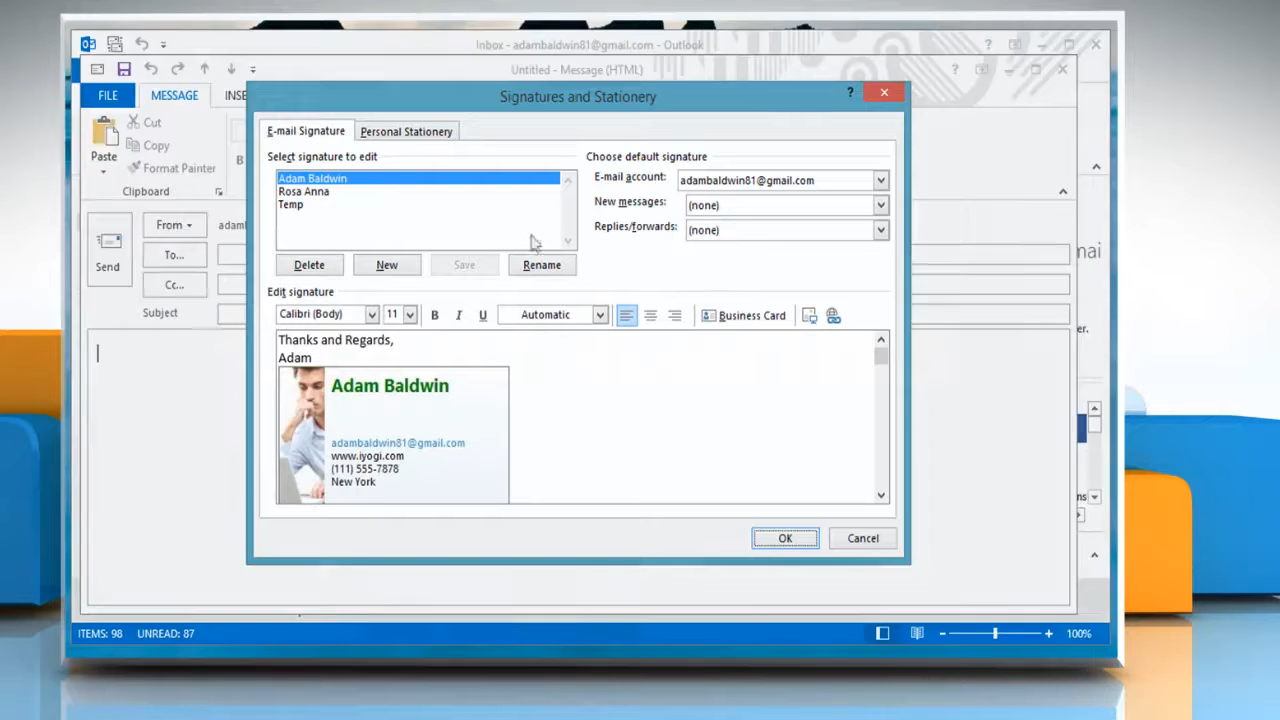 Inbox - adambaldwin81@gmail.com - Outlook
Untitled - Message (HTML)
FILE
MESSAGE
INSE
Paste
Cut
Copy
Format Painter
Clipboard
B
Send
From
adamb
To...
Cc...
Subject
Signatures and Stationery
E-mail Signature
Personal Stationery
Select signature to edit
Adam Baldwin
Rosa Anna
Temp
Delete
New
Save
Rename
Choose default signature
E-mail account:
adambaldwin81@gmail.com
New messages:
(none)
Replies/forwards:
(none)
Edit signature
Calibri (Body)
11
B
I
U
Automatic
Business Card
Thanks and Regards,
Adam
Adam Baldwin
adambaldwin81@gmail.com
www.iyogi.com
(111) 555-7878
New York
OK
Cancel
ITEMS: 98
UNREAD: 87
100%